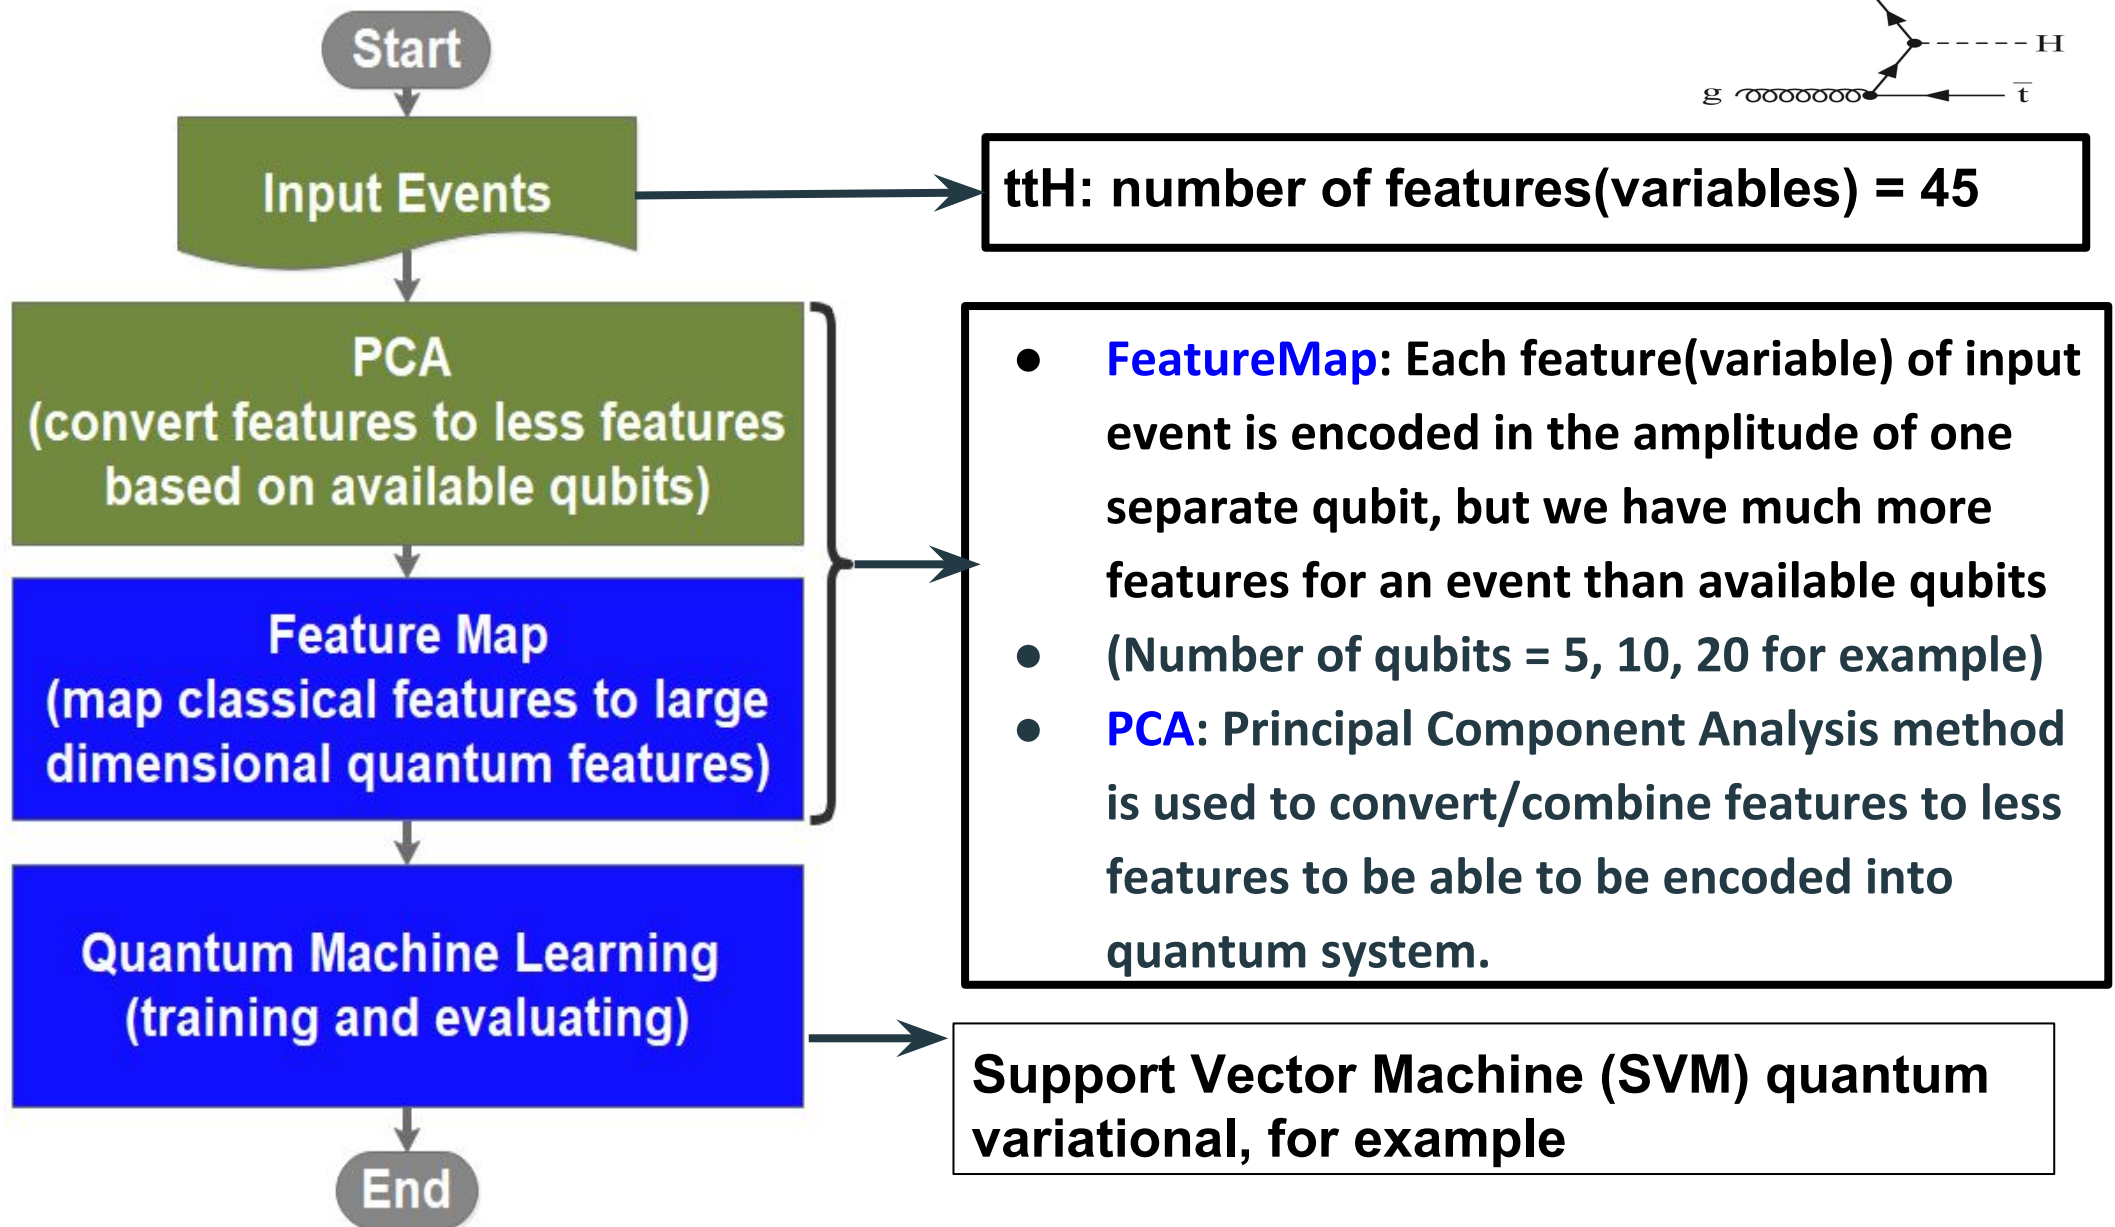 Start
Input Events
PCA
(convert features to less features
based on available qubits)
Feature Map
(map classical features to large
dimensional quantum features)
Quantum Machine Learning
(training and evaluating)
End
H
g
t̅
ttH: number of features(variables) = 45
● FeatureMap: Each feature(variable) of input
event is encoded in the amplitude of one
separate qubit, but we have much more
features for an event than available qubits
● (Number of qubits = 5, 10, 20 for example)
● PCA: Principal Component Analysis method
is used to convert/combine features to less
features to be able to be encoded into
quantum system.
Support Vector Machine (SVM) quantum
variational, for example